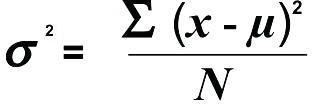 σ² = Σ (x - μ)² / N